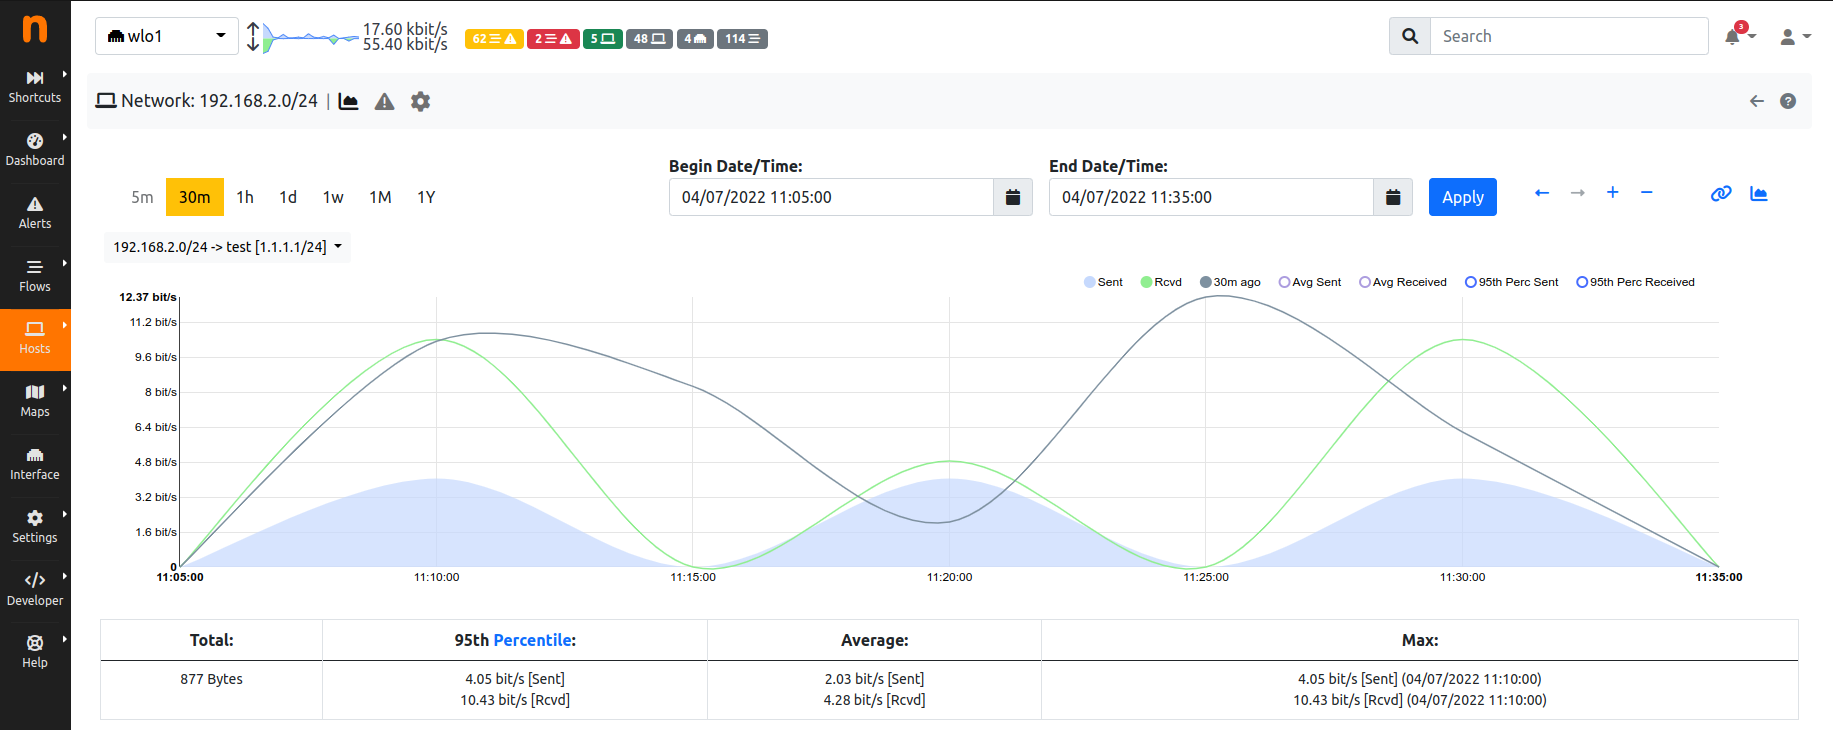 n
wlo1
17.60 kbit/s
55.40 kbit/s
62
2
5
48
4
114
Search
3
Shortcuts
Dashboard
Alerts
Flows
Hosts
Maps
Interface
Settings
Developer
Help
Network: 192.168.2.0/24 |
Begin Date/Time:
End Date/Time:
5m 30m 1h 1d 1w 1M 1Y
04/07/2022 11:05:00
04/07/2022 11:35:00
Apply
192.168.2.0/24 -> test [1.1.1.1/24]
Sent Rcvd 30m ago Avg Sent Avg Received 95th Perc Sent 95th Perc Received
12.37 bit/s
11.2 bit/s
9.6 bit/s
8 bit/s
6.4 bit/s
4.8 bit/s
3.2 bit/s
1.6 bit/s
0
11:05:00 11:10:00 11:15:00 11:20:00 11:25:00 11:30:00 11:35:00
Total: 95th Percentile: Average: Max:
877 Bytes
4.05 bit/s [Sent]
10.43 bit/s [Rcvd]
2.03 bit/s [Sent]
4.28 bit/s [Rcvd]
4.05 bit/s [Sent] (04/07/2022 11:10:00)
10.43 bit/s [Rcvd] (04/07/2022 11:10:00)